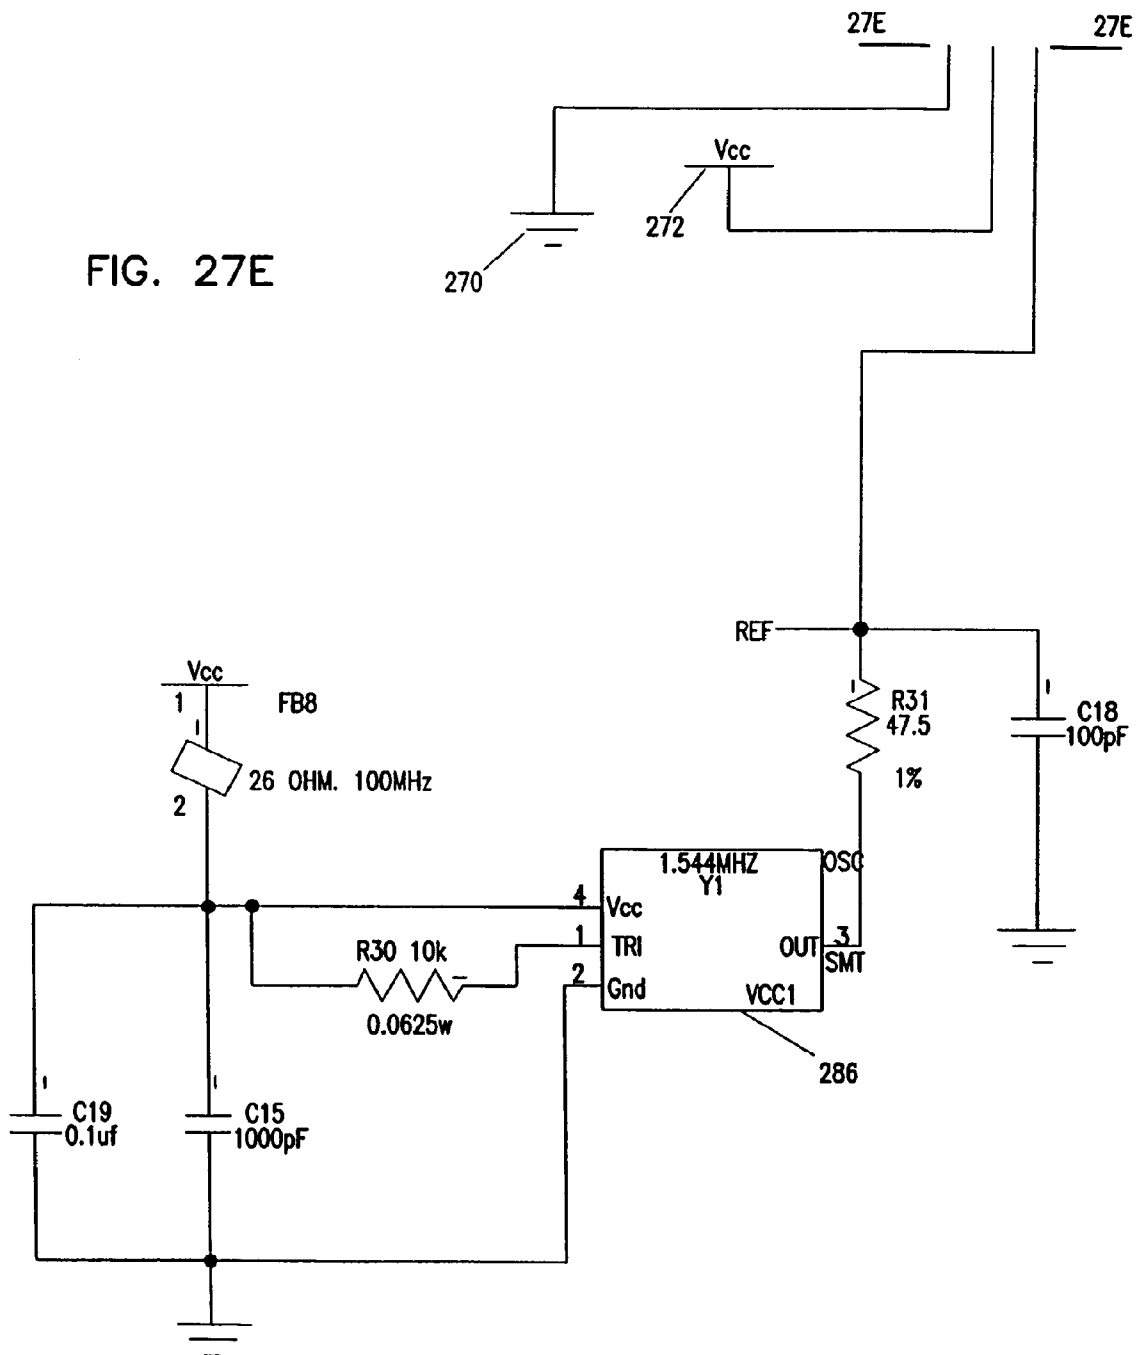 27E
27E
Vcc
272
270
FIG. 27E
REF
Vcc
1
FB8
26 OHM. 100MHz
2
R31
47.5
1%
C18
100pF
1.544MHZ
Y1
OSC
4
Vcc
1
TRI
2
Gnd
OUT
3
SMT
VCC1
R30 10k
0.0625w
286
C19
0.1uf
C15
1000pF